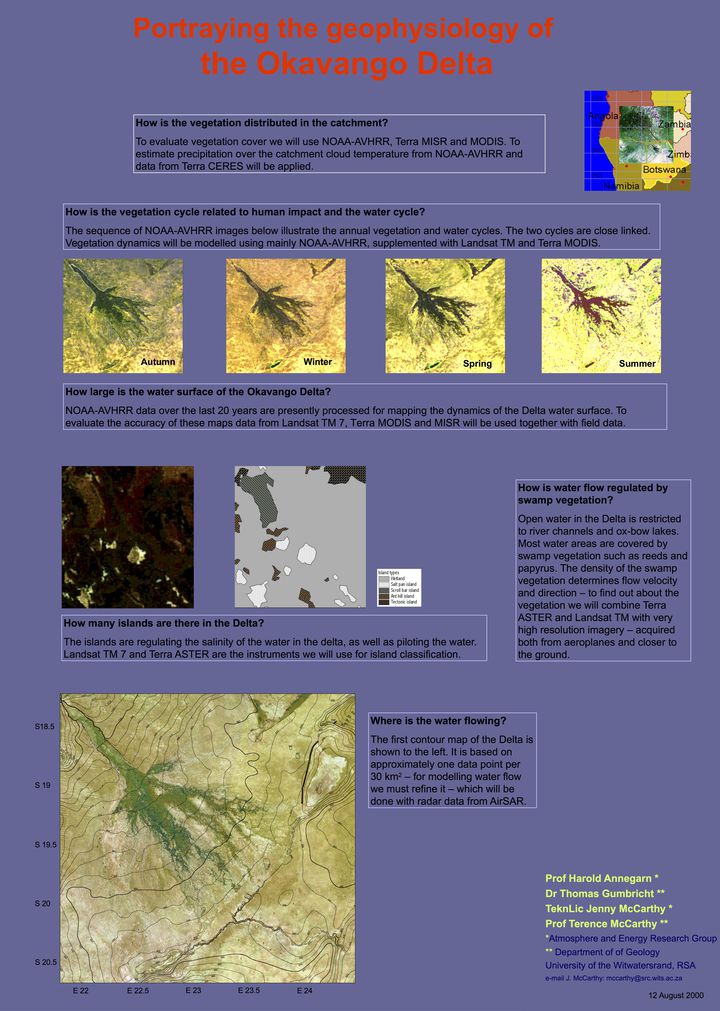 Portraying the geophysiology of
the Okavango Delta
How is the vegetation distributed in the catchment?
To evaluate vegetation cover we will use NOAA-AVHRR, Terra MISR and MODIS. To
estimate precipitation over the catchment cloud temperature from NOAA-AVHRR and
data from Terra CERES will be applied.
Angola
Zambia
Zimb
Botswana
Namibia
How is the vegetation cycle related to human impact and the water cycle?
The sequence of NOAA-AVHRR images below illustrate the annual vegetation and water cycles. The two cycles are close linked.
Vegetation dynamics will be modelled using mainly NOAA-AVHRR, supplemented with Landsat TM and Terra MODIS.
Autumn
Winter
Spring
Summer
How large is the water surface of the Okavango Delta?
NOAA-AVHRR data over the last 20 years are presently processed for mapping the dynamics of the Delta water surface. To
evaluate the accuracy of these maps data from Landsat TM 7, Terra MODIS and MISR will be used together with field data.
Island types
Wetland
Salt pan island
Scroll bar island
Ant hill island
Tectonic island
How many islands are there in the Delta?
The islands are regulating the salinity of the water in the delta, as well as piloting the water.
Landsat TM 7 and Terra ASTER are the instruments we will use for island classification.
How is water flow regulated by
swamp vegetation?
Open water in the Delta is restricted
to river channels and ox-bow lakes.
Most water areas are covered by
swamp vegetation such as reeds and
papyrus. The density of the swamp
vegetation determines flow velocity
and direction – to find out about the
vegetation we will combine Terra
ASTER and Landsat TM with very
high resolution imagery – acquired
both from aeroplanes and closer to
the ground.
S18.5
S 19
S 19.5
S 20
S 20.5
E 22
E 22.5
E 23
E 23.5
E 24
Where is the water flowing?
The first contour map of the Delta is
shown to the left. It is based on
approximately one data point per
30 km² – for modelling water flow
we must refine it – which will be
done with radar data from AirSAR.
Prof Harold Annegarn *
Dr Thomas Gumbricht **
TeknLic Jenny McCarthy *
Prof Terence McCarthy **
*Atmosphere and Energy Research Group
** Department of of Geology
University of the Witwatersrand, RSA
e-mail J. McCarthy: mccarthy@src.wits.ac.za
12 August 2000